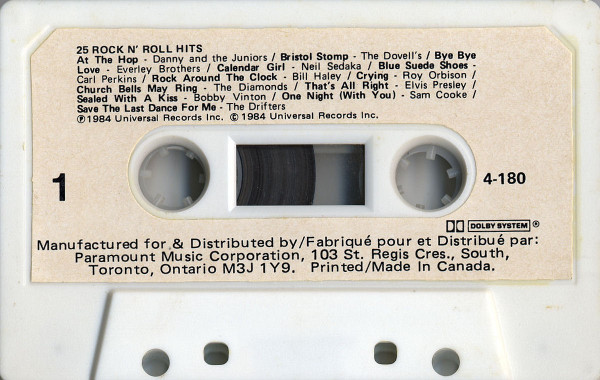 25 ROCK N' ROLL HITS
At The Hop - Danny and the Juniors / Bristol Stomp - The Dovell's / Bye Bye
Love - Everley Brothers / Calendar Girl - Neil Sedaka / Blue Suede Shoes -
Carl Perkins / Rock Around The Clock - Bill Haley / Crying - Roy Orbison /
Church Bells May Ring - The Diamonds / That's All Right - Elvis Presley /
Sealed With A Kiss - Bobby Vinton / One Night (With You) - Sam Cooke /
Save The Last Dance For Me - The Drifters
℗1984 Universal Records Inc. ©1984 Universal Records Inc.
1
4-180
DOLBY SYSTEM ®
Manufactured for & Distributed by/Fabriqué pour et Distribué par:
Paramount Music Corporation, 103 St. Regis Cres., South,
Toronto, Ontario M3J 1Y9. Printed/Made In Canada.